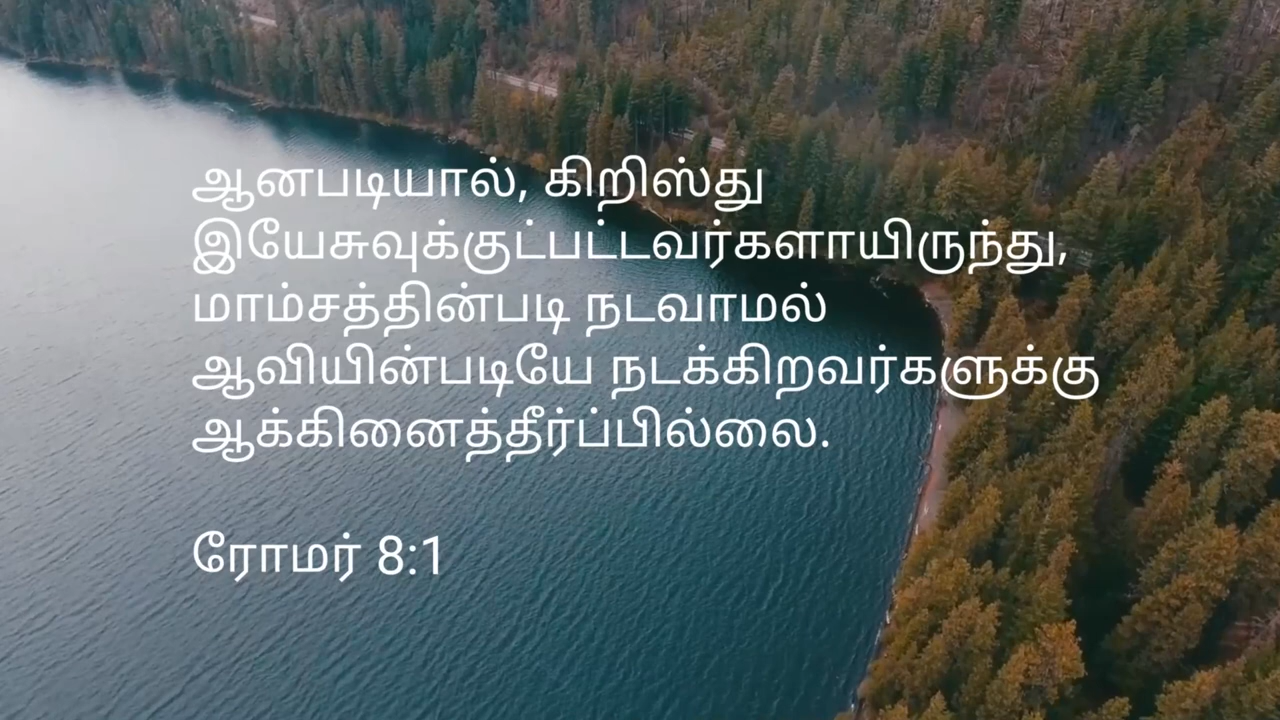 ஆனபடியால், கிறிஸ்து
இயேசுவுக்குட்பட்டவர்களாயிருந்து,
மாம்சத்தின்படி நடவாமல்
ஆவியின்படியே நடக்கிறவர்களுக்கு
ஆக்கினைத்தீர்ப்பில்லை.
ரோமர் 8:1